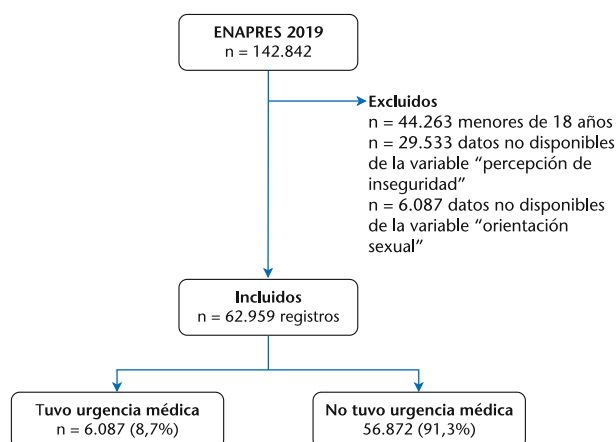 ENAPRES 2019
n = 142.842
Excluidos
n = 44.263 menores de 18 años
n = 29.533 datos no disponibles
de la variable “percepción de
inseguridad”
n = 6.087 datos no disponibles
de la variable “orientación
sexual”
Incluidos
n = 62.959 registros
Tuvo urgencia médica
n = 6.087 (8,7%)
No tuvo urgencia médica
56.872 (91,3%)